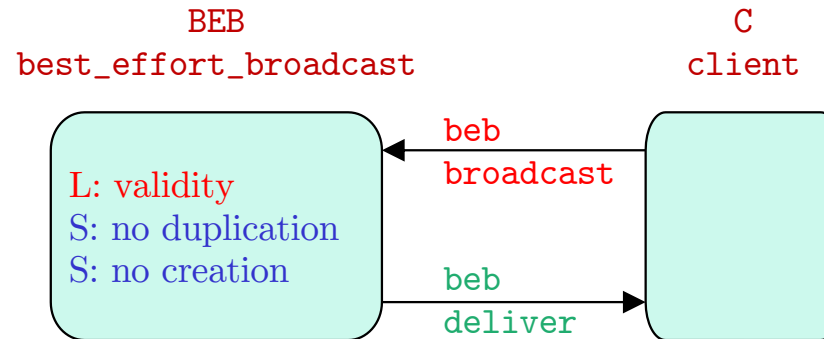 BEB
best_effort_broadcast
C
client
beb
broadcast
L: validity
S: no duplication
S: no creation
beb
deliver